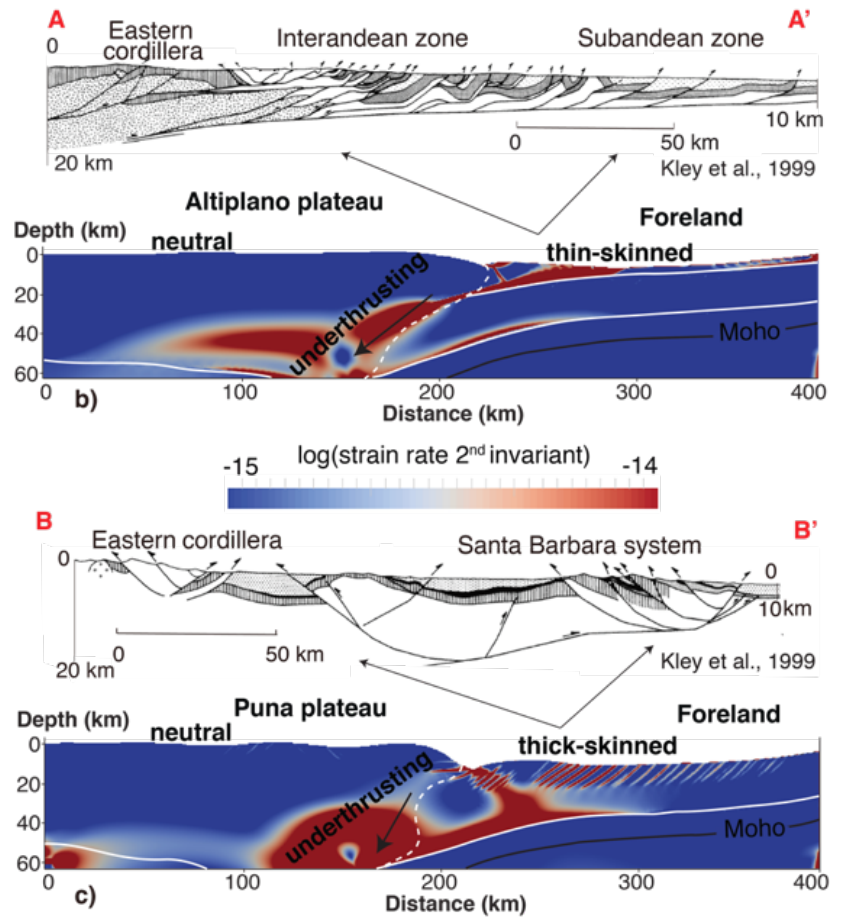 A
A'
Eastern
cordillera
Interandean zone
Subandean zone
0
10 km
0
50 km
20 km
Kley et al., 1999
Altiplano plateau
Foreland
Depth (km)
neutral
thin-skinned
0
20
40
60
underthrusting
Moho
0
100
200
300
400
b)
Distance (km)
log(strain rate 2nd invariant)
-15
-14
B
B'
Eastern cordillera
Santa Barbara system
0
0
10km
0
50 km
20 km
Kley et al., 1999
Puna plateau
Foreland
Depth (km)
neutral
thick-skinned
0
20
40
60
underthrusting
Moho
0
100
200
300
400
c)
Distance (km)